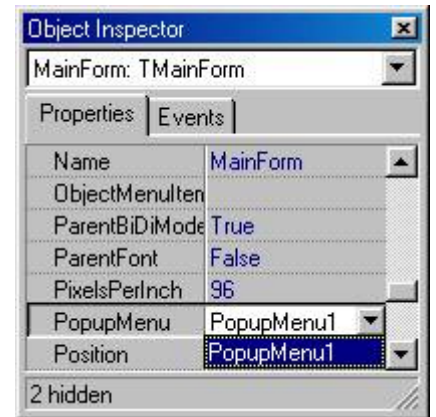 Object Inspector
MainForm: TMainForm
Properties Events
Name MainForm
ObjectMenuIten
ParentBiDiMode True
ParentFont False
PixelsPerInch 96
PopupMenu PopupMenu1
Position PopupMenu1
2 hidden